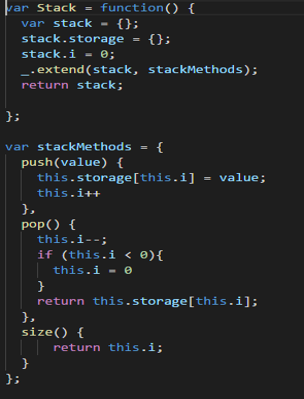 var Stack = function() {
  var stack = {};
  stack.storage = {};
  stack.i = 0;
  _.extend(stack, stackMethods);
  return stack;

};

var stackMethods = {
  push(value) {
    this.storage[this.i] = value;
    this.i++
  },
  pop() {
    this.i--;
    if (this.i < 0){
      this.i = 0
    }
    return this.storage[this.i];
  },
  size() {
      return this.i;
  }
};